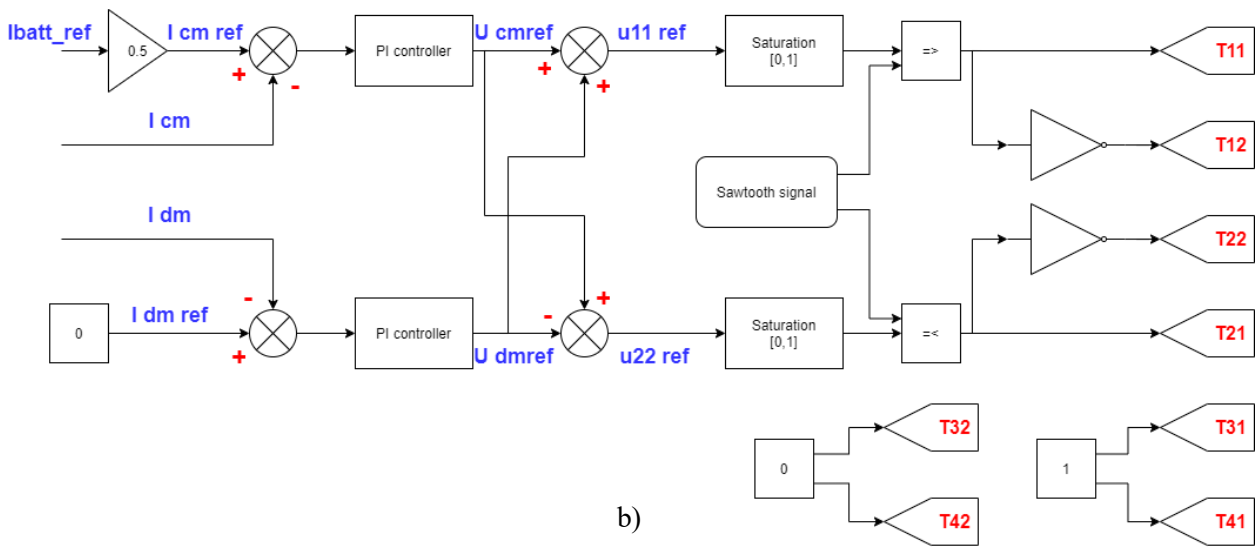 Ibatt_ref
0.5
I cm ref
+
-
I cm
PI controller
U cmref
+
+
u11 ref
Saturation
[0,1]
=>
T11
T12
Sawtooth signal
I dm
-
0
I dm ref
+
PI controller
U dmref
-
+
u22 ref
Saturation
[0,1]
=<
T22
T21
0
T32
T42
1
T31
T41
b)